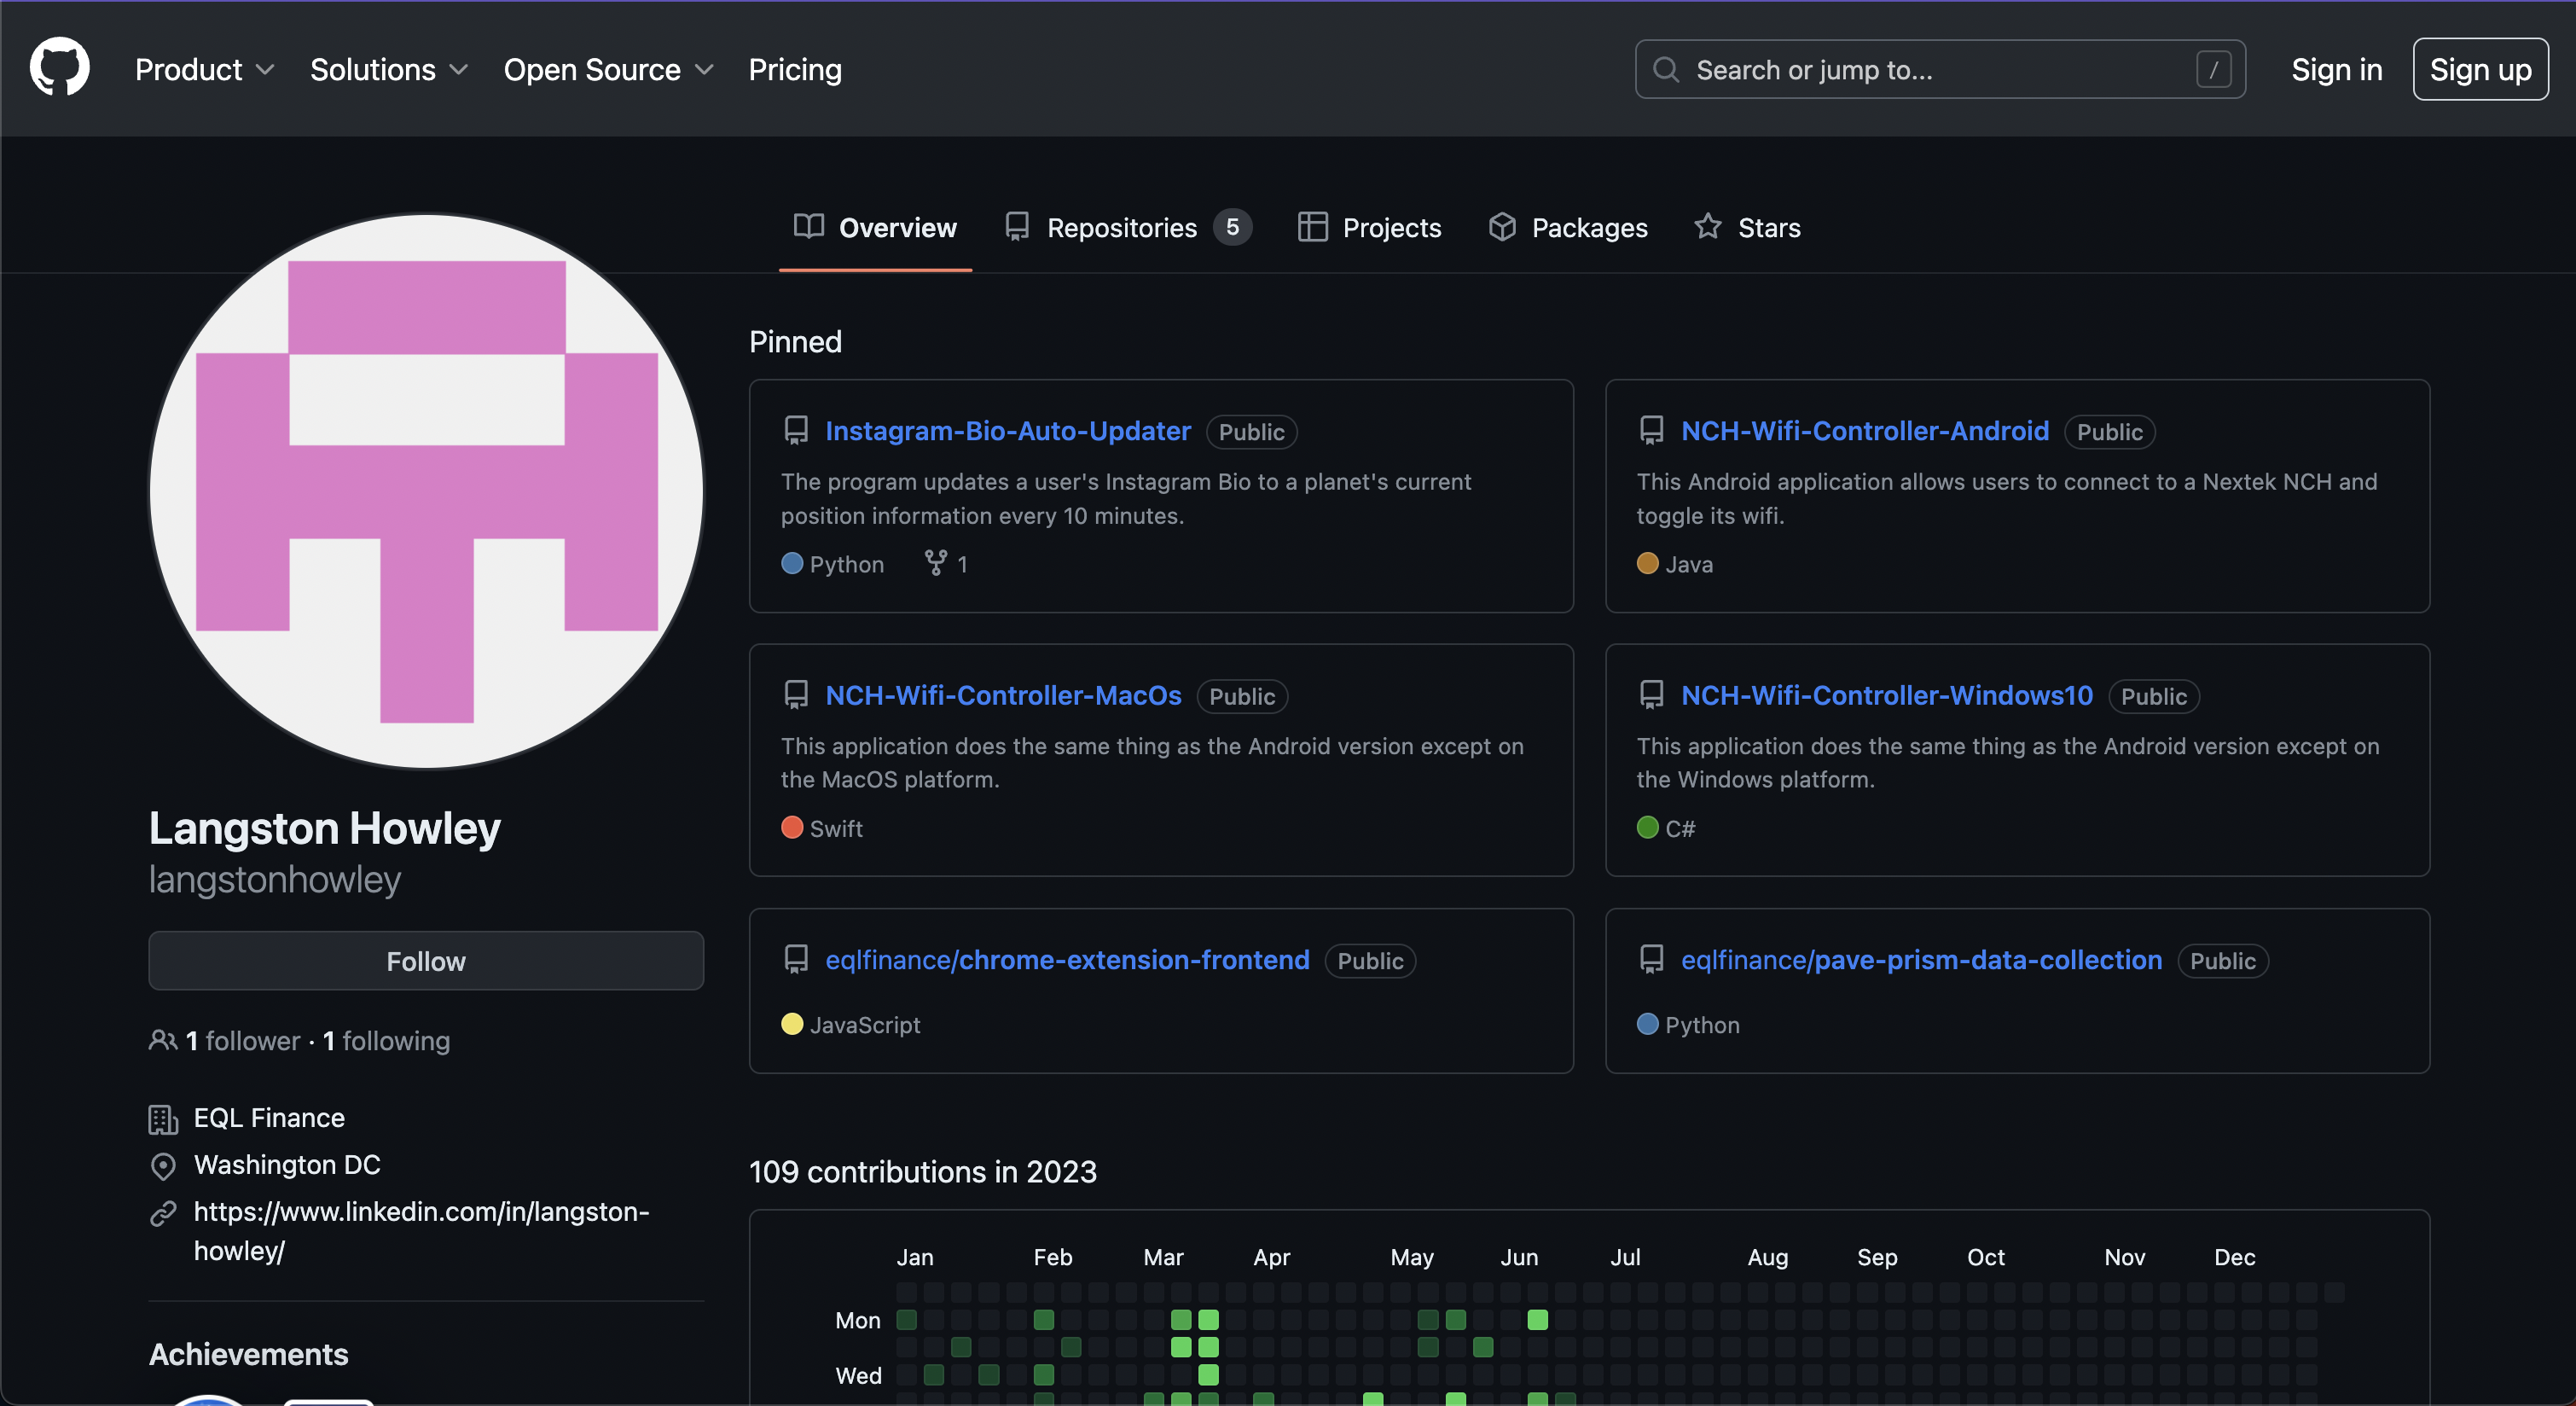 Product Solutions Open Source Pricing Search or jump to... / Sign in Sign up
Overview Repositories 5 Projects Packages Stars
Langston Howley
langstonhowley
Follow
1 follower · 1 following
EQL Finance
Washington DC
https://www.linkedin.com/in/langston-
howley/
Achievements
Pinned
Instagram-Bio-Auto-Updater Public
The program updates a user's Instagram Bio to a planet's current
position information every 10 minutes.
Python 1
NCH-Wifi-Controller-Android Public
This Android application allows users to connect to a Nextek NCH and
toggle its wifi.
Java
NCH-Wifi-Controller-MacOs Public
This application does the same thing as the Android version except on
the MacOS platform.
Swift
NCH-Wifi-Controller-Windows10 Public
This application does the same thing as the Android version except on
the Windows platform.
C#
eqlfinance/chrome-extension-frontend Public
JavaScript
eqlfinance/pave-prism-data-collection Public
Python
109 contributions in 2023
Jan Feb Mar Apr May Jun Jul Aug Sep Oct Nov Dec
Mon
Wed